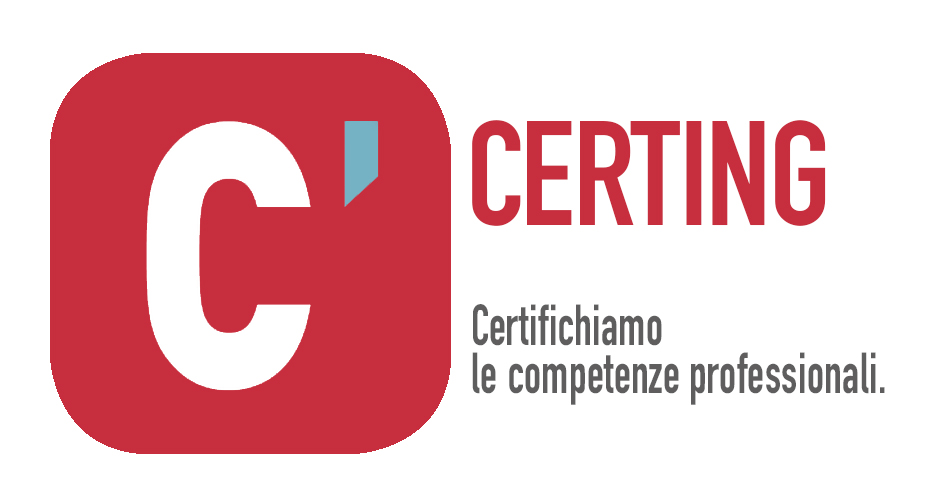 C'
CERTING
Certifichiamo
le competenze professionali.